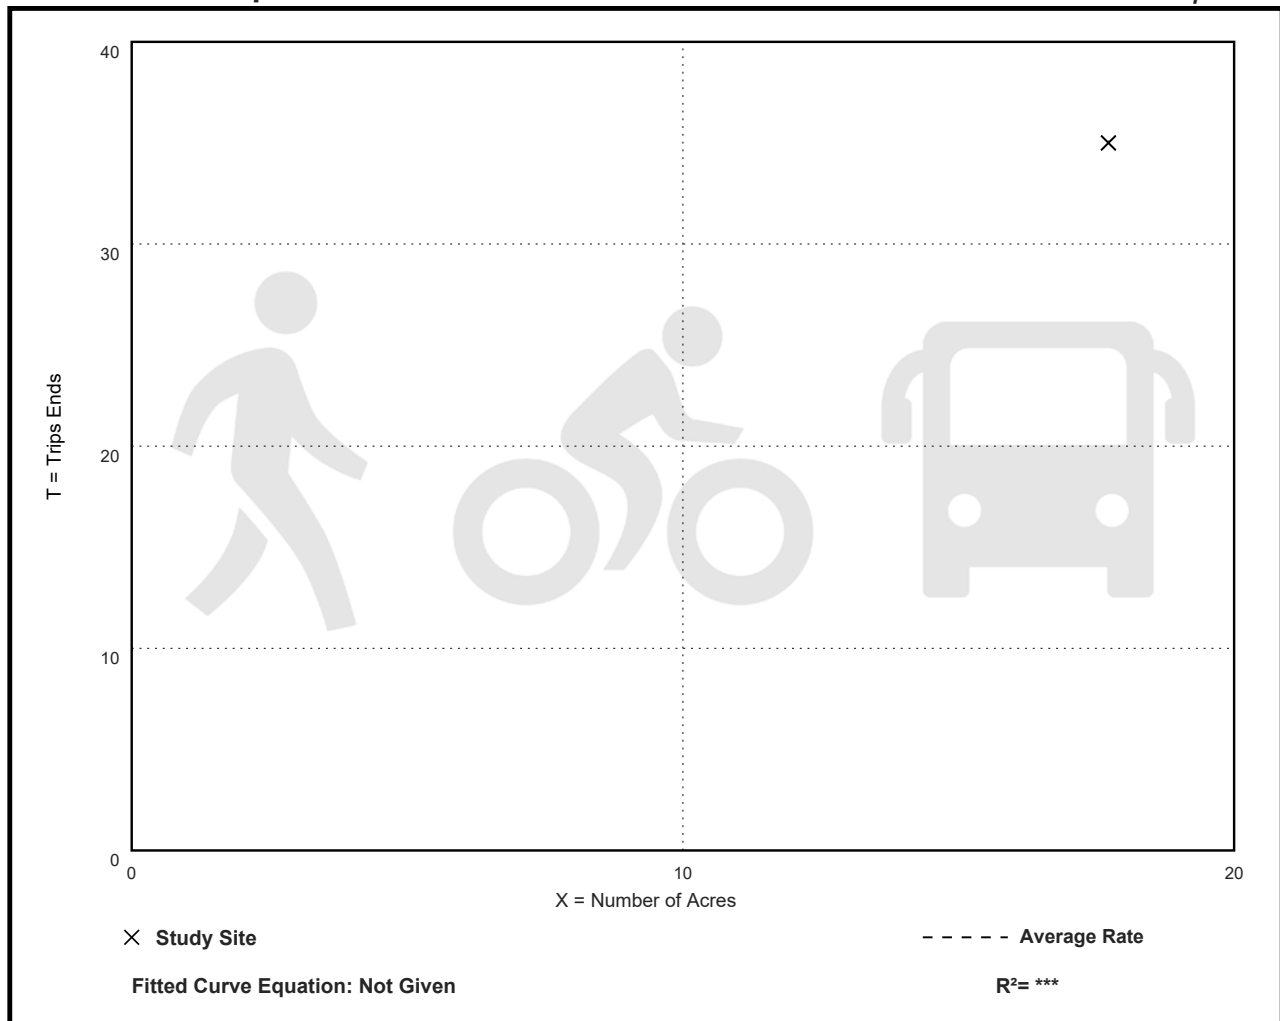 40
30
20
10
0
T = Trips Ends
0 10 20
X = Number of Acres
Study Site
Average Rate
Fitted Curve Equation: Not Given
R²= ***